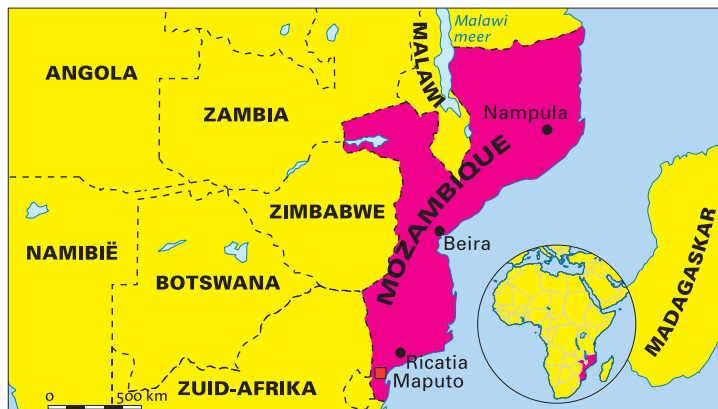 Malawi
meer
ANGOLA
MALAWI
ZAMBIA
Nampula
MOZAMBIQUE
ZIMBABWE
NAMIBIË
Beira
BOTSWANA
MADAGASKAR
Ricatia
Maputo
ZUID-AFRIKA
0 500 km